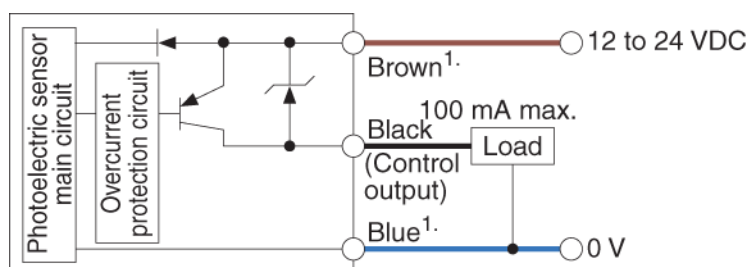 Photoelectric sensor
main circuit
Overcurrent
protection circuit
12 to 24 VDC
Brown1.
100 mA max.
Black
(Control
output)
Load
Blue1.
0 V